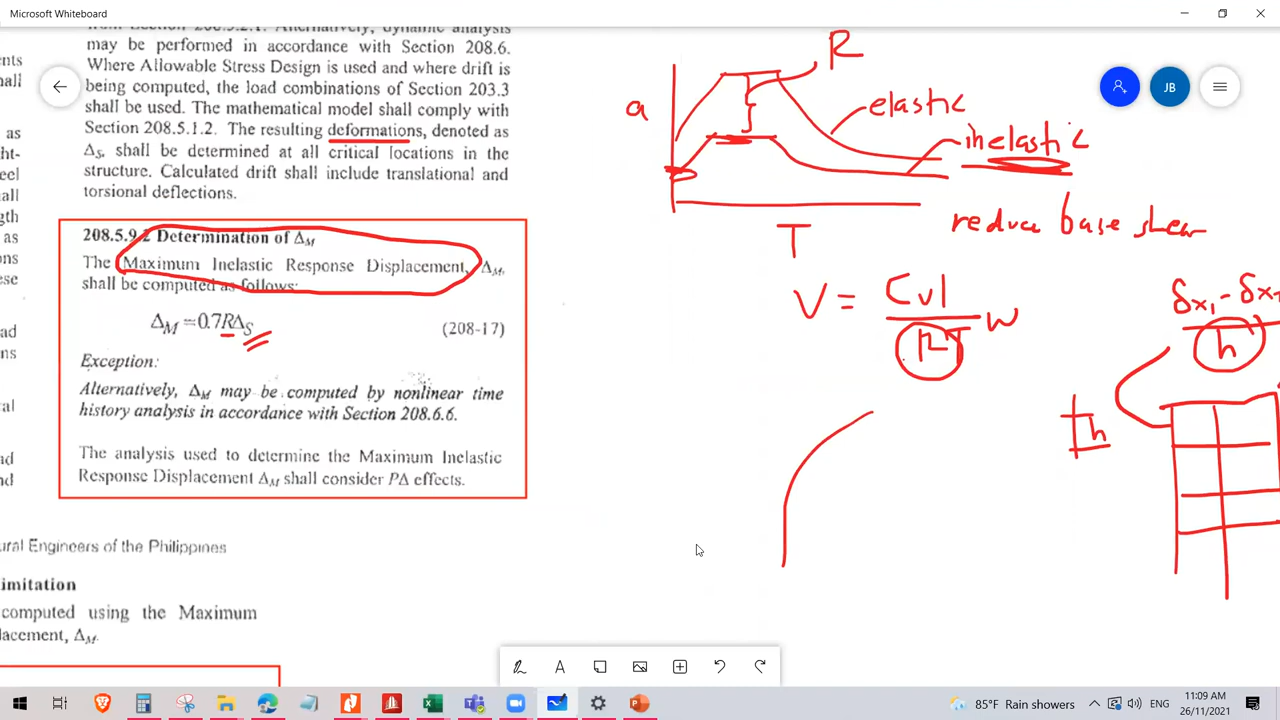 Microsoft Whiteboard
may be performed in accordance with Section 208.6.
Where Allowable Stress Design is used and where drift is
being computed, the load combinations of Section 203.3
shall be used. The mathematical model shall comply with
Section 208.5.1.2. The resulting deformations, denoted as
ΔS, shall be determined at all critical locations in the
structure. Calculated drift shall include translational and
torsional deflections.
208.5.9.2 Determination of ΔM
The Maximum Inelastic Response Displacement, ΔM,
shall be computed as follows:
ΔM = 0.7RΔS (208-17)
Exception:
Alternatively, ΔM may be computed by nonlinear time
history analysis in accordance with Section 208.6.6.
The analysis used to determine the Maximum Inelastic
Response Displacement ΔM shall consider PΔ effects.
ural Engineers of the Philippines
imitation
computed using the Maximum
lacement, ΔM.
R
a
elastic
inelastic
T
reduce base shear
V = CvI
RT W
δx1 - δx
h
h
JB
A
85°F Rain showers
ENG
11:09 AM
26/11/2021